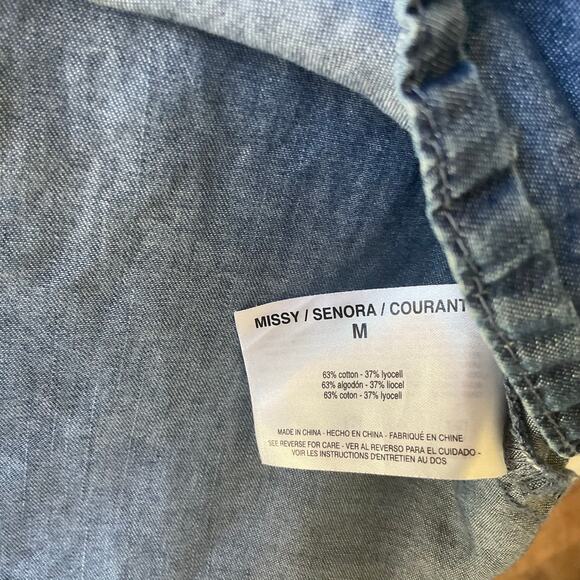 MISSY / SENORA / COURANT
M
63% cotton - 37% lyocell
63% algodón - 37% liocel
63% coton - 37% lyocell
MADE IN CHINA - HECHO EN CHINA - FABRIQUÉ EN CHINE
SEE REVERSE FOR CARE - VER AL REVERSO PARA EL CUIDADO -
VOIR LES INSTRUCTIONS D'ENTRETIEN AU DOS